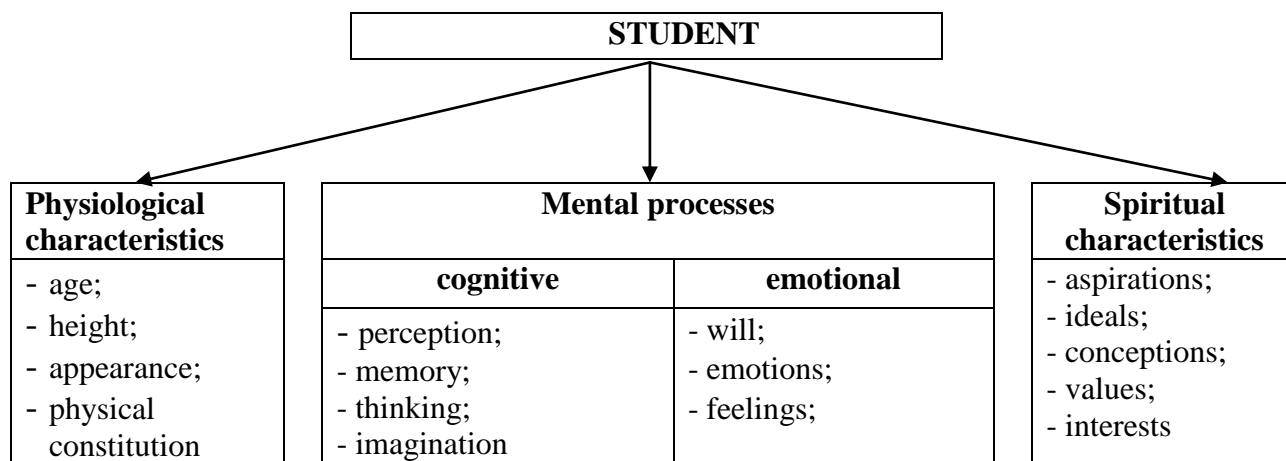 STUDENT
Physiological
characteristics
- age;
- height;
- appearance;
- physical
constitution
Mental processes
cognitive
- perception;
- memory;
- thinking;
- imagination
emotional
- will;
- emotions;
- feelings;
Spiritual
characteristics
- aspirations;
- ideals;
- conceptions;
- values;
- interests